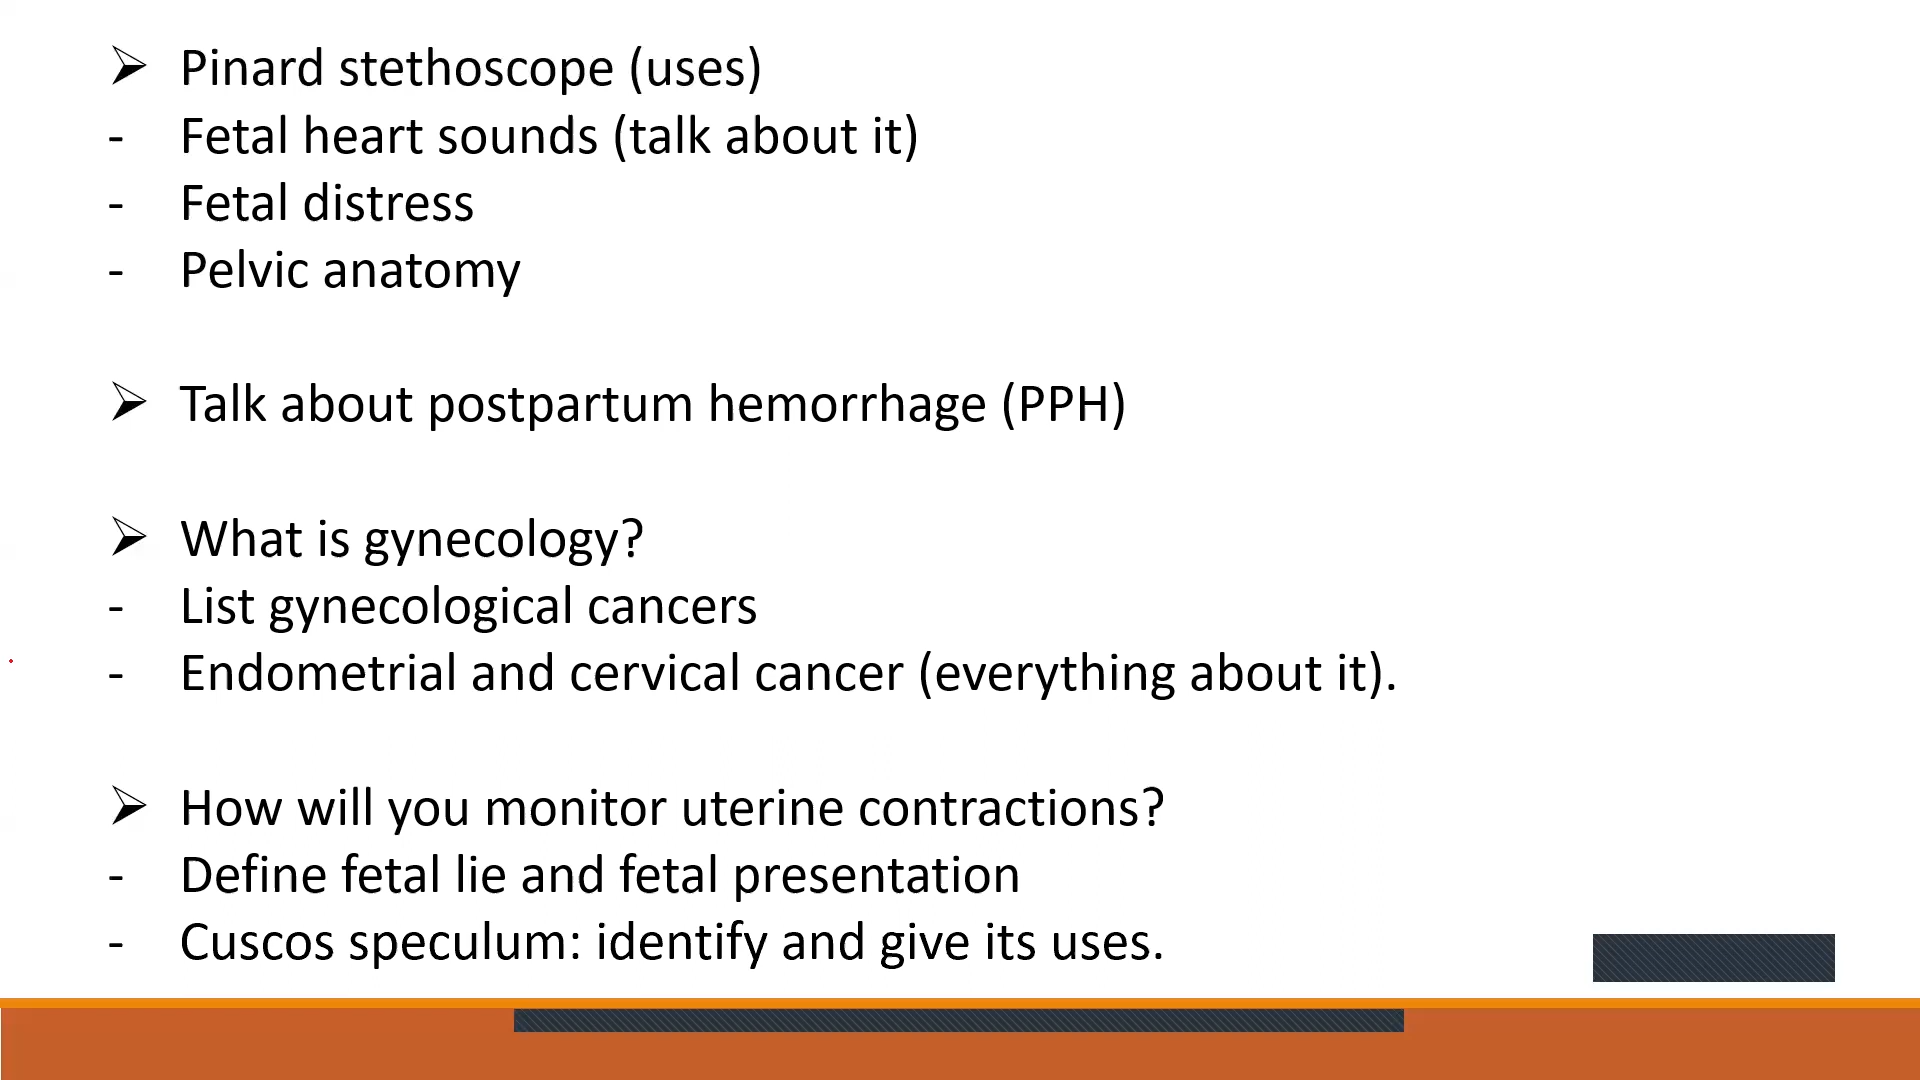 ➢ Pinard stethoscope (uses)
- Fetal heart sounds (talk about it)
- Fetal distress
- Pelvic anatomy
➢ Talk about postpartum hemorrhage (PPH)
➢ What is gynecology?
- List gynecological cancers
- Endometrial and cervical cancer (everything about it).
➢ How will you monitor uterine contractions?
- Define fetal lie and fetal presentation
- Cuscos speculum: identify and give its uses.